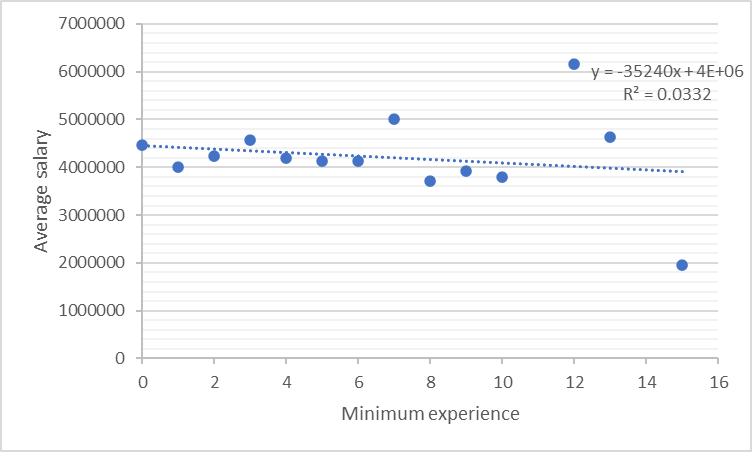 7000000
6000000
5000000
4000000
3000000
2000000
1000000
0
Average salary
y = -35240x + 4E+06
R² = 0.0332
0 2 4 6 8 10 12 14 16
Minimum experience